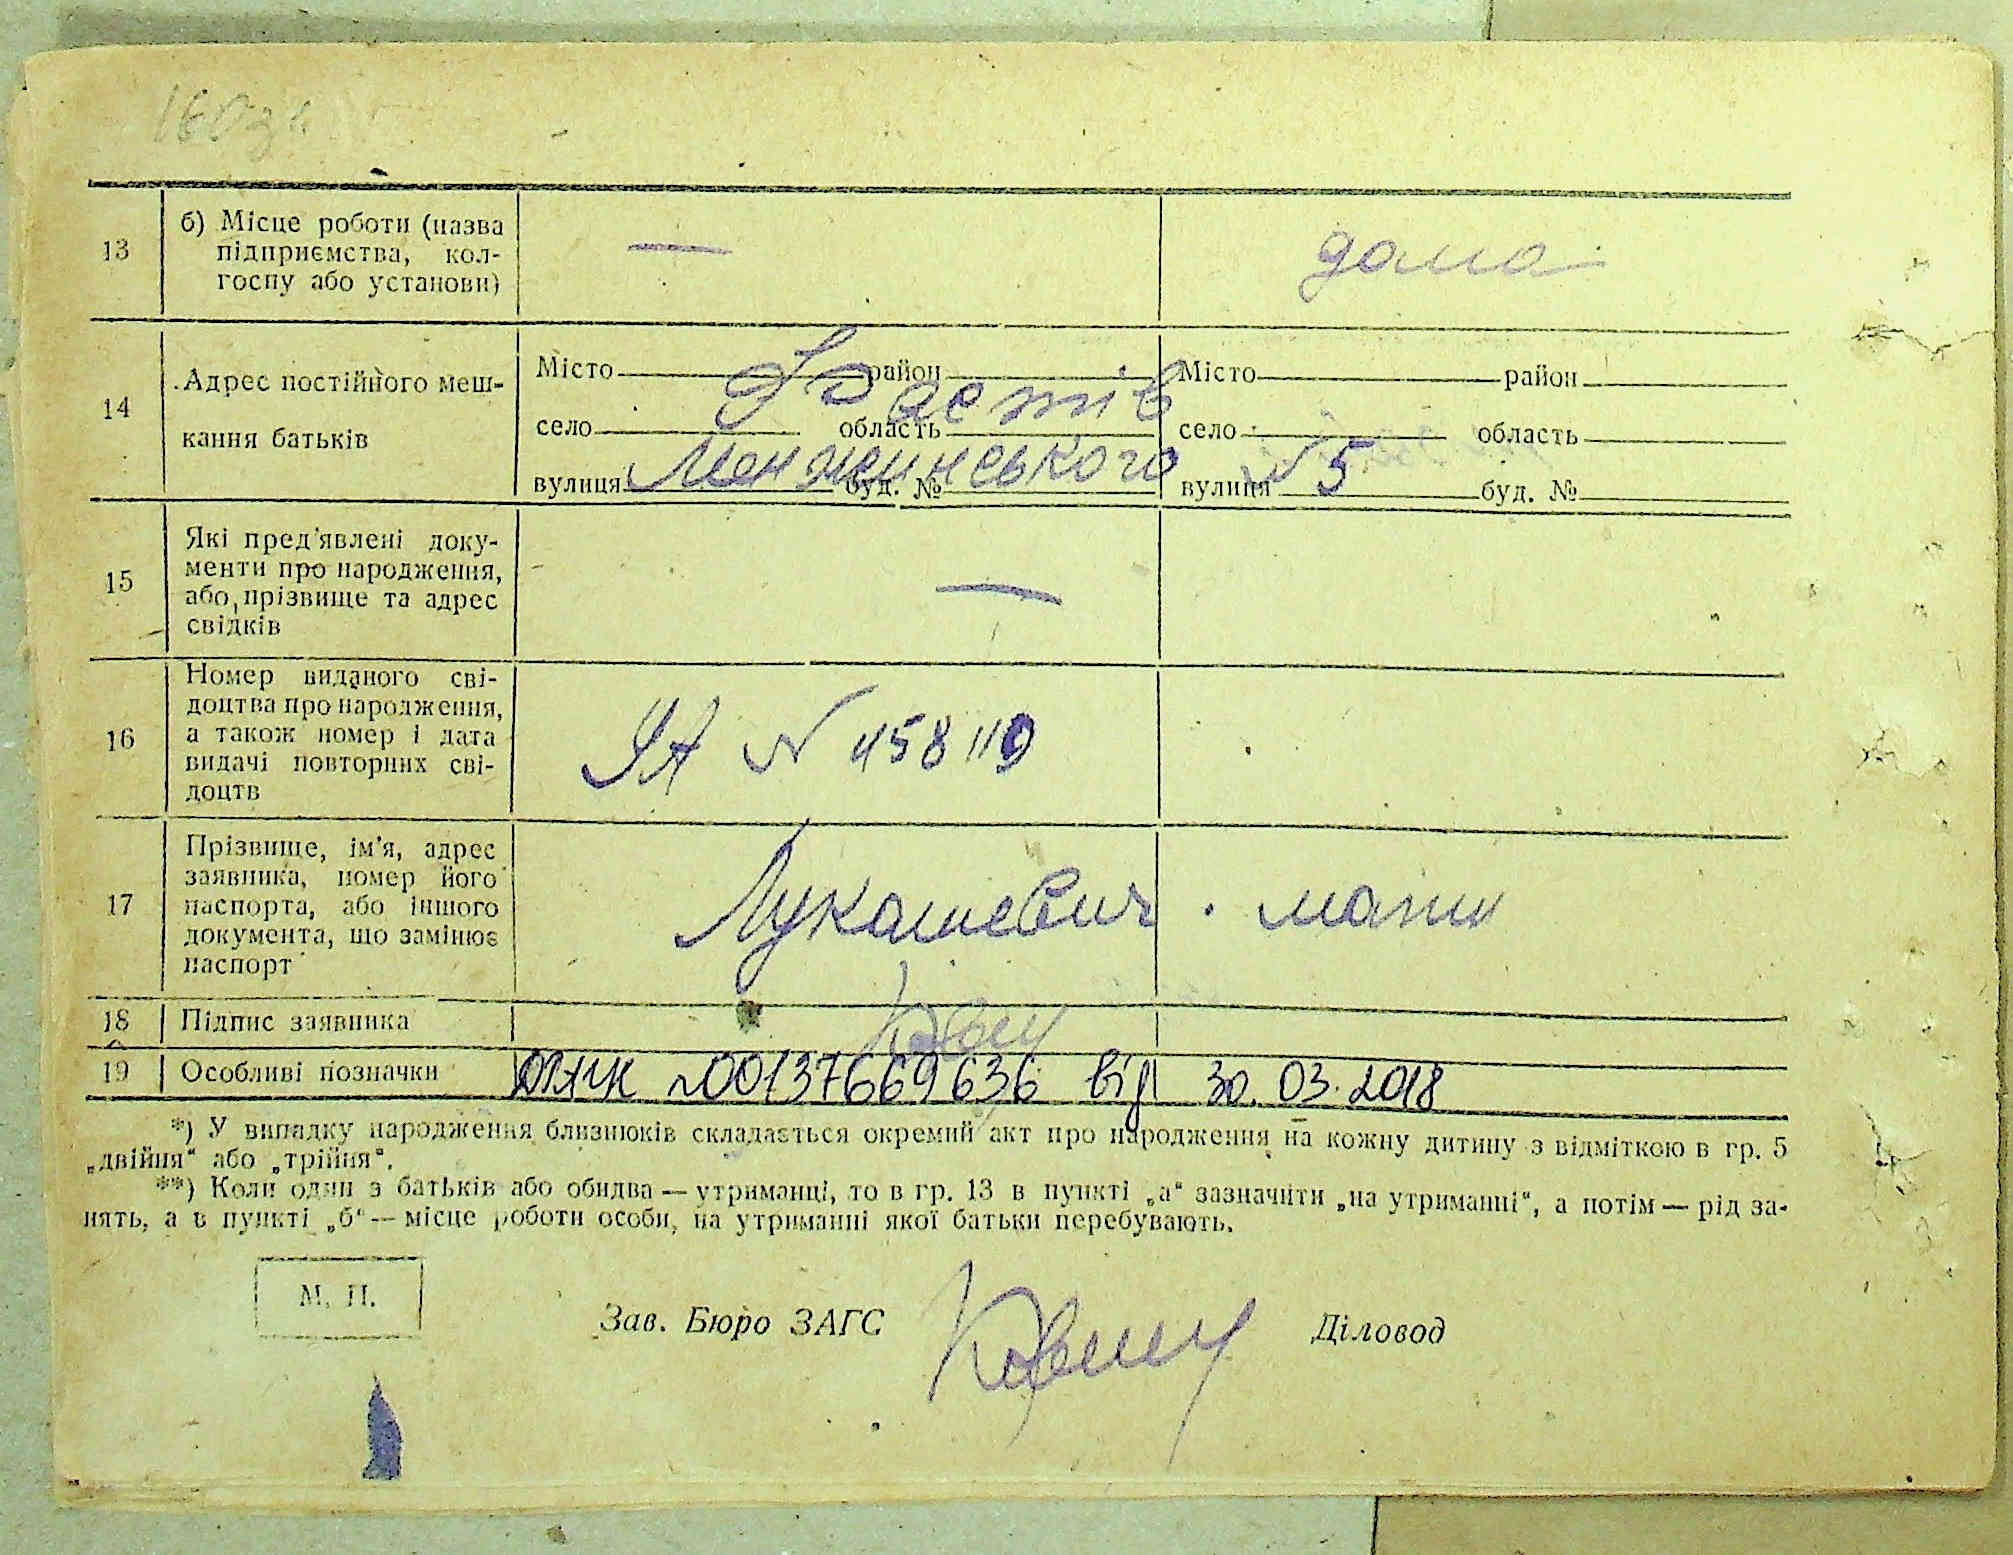 13
б) Місце роботи (назва
підприємства, кол-
госпу або установи)
—
дома
14
Адрес постійного меш-
кання батьків
Місто район
Фастів
село область
вулиця Менжинського буд. №
Місто район
село область
вулиця № 5 буд. №
15
Які пред'явлені доку-
менти про народження,
або прізвище та адрес
свідків
—
16
Номер виданого сві-
доцтва про народження,
а також номер і дата
видачі повторних сві-
доцтв
УА № 458119
17
Прізвище, ім'я, адрес
заявника, номер його
паспорта, або іншого
документа, що замінює
паспорт
Лукашевич . мати
18
Підпис заявника
19
Особливі позначки
№00137669636 від 30.03.2018
*) У випадку народження близнюків складається окремий акт про народження на кожну дитину з відміткою в гр. 5
„двійня" або „трійня".
**) Коли один з батьків або обидва — утриманці, то в гр. 13 в пункті „а" зазначити „на утриманні", а потім — рід за-
нять, а в пункті „б" — місце роботи особи, на утриманні якої батьки перебувають.
М. П.
Зав. Бюро ЗАГС
Діловод